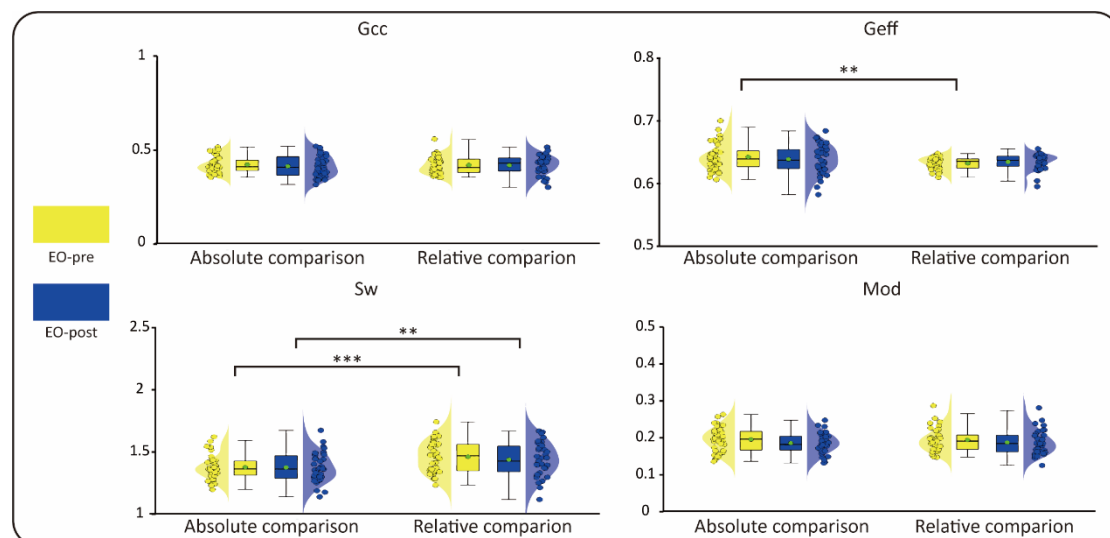 Gcc
1
0.5
0
Absolute comparison
Relative comparion
Geff
0.8
0.7
0.6
0.5
**
Absolute comparison
Relative comparion
EO-pre
EO-post
Sw
2.5
2
1.5
1
***
**
Absolute comparison
Relative comparion
Mod
0.5
0.4
0.3
0.2
0.1
0
Absolute comparison
Relative comparion